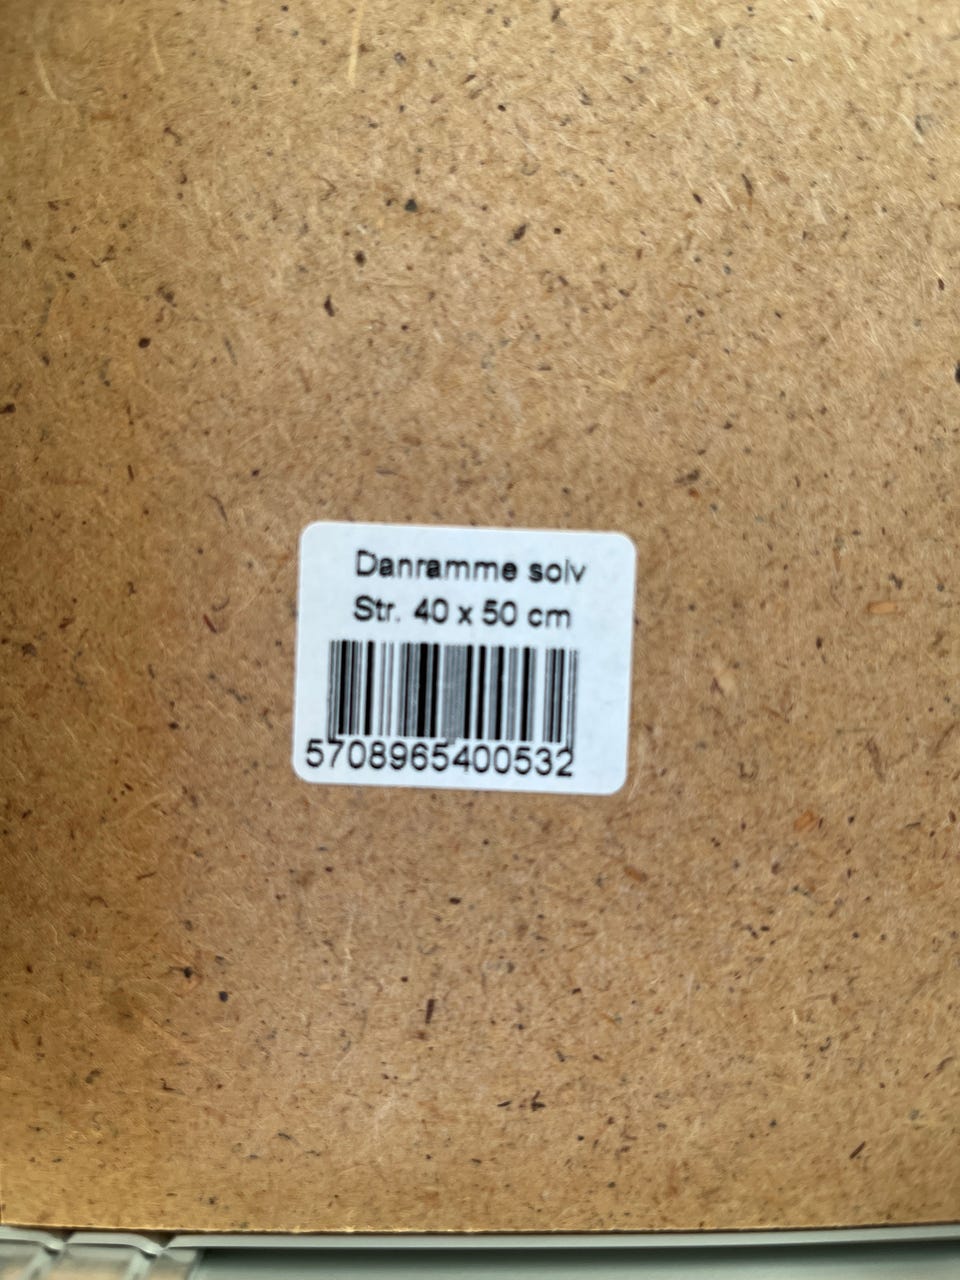 Danramme solv
Str. 40 x 50 cm
5708965400532